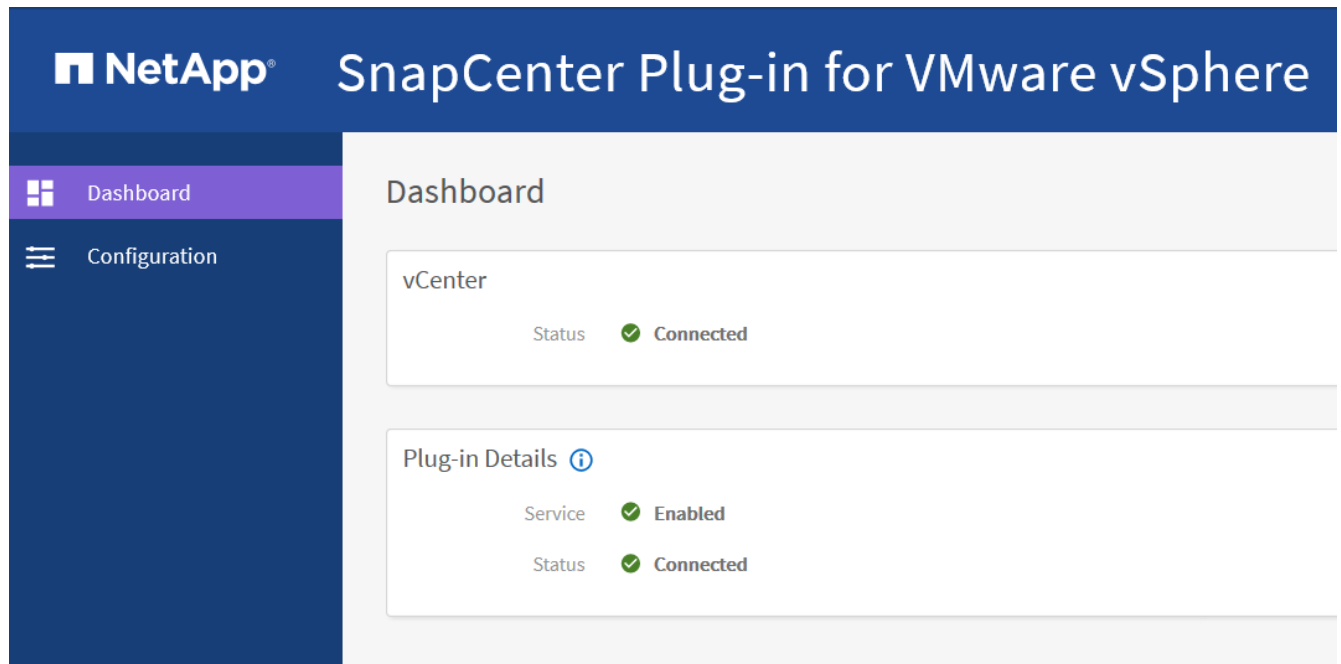 NetApp® SnapCenter Plug-in for VMware vSphere
Dashboard
Configuration
Dashboard
vCenter
Status Connected
Plug-in Details
Service Enabled
Status Connected